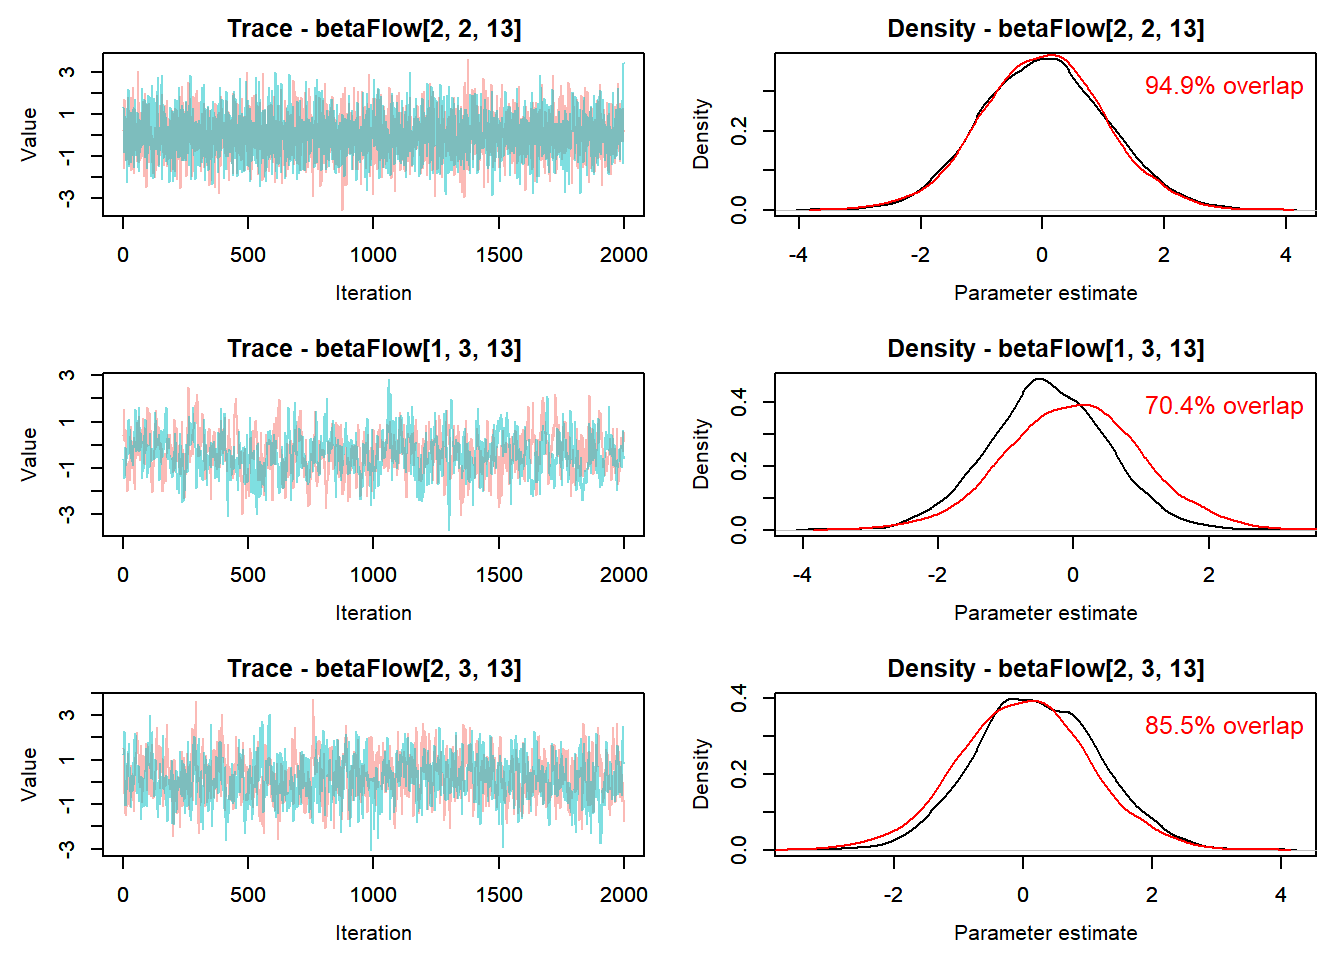 Trace - betaFlow[2, 2, 13]
Value
3
1
-1
-3
0 500 1000 1500 2000
Iteration
Density - betaFlow[2, 2, 13]
94.9% overlap
Density
0.2
0.0
-4 -2 0 2 4
Parameter estimate
Trace - betaFlow[1, 3, 13]
Value
3
1
-1
-3
0 500 1000 1500 2000
Iteration
Density - betaFlow[1, 3, 13]
70.4% overlap
Density
0.4
0.2
0.0
-4 -2 0 2
Parameter estimate
Trace - betaFlow[2, 3, 13]
Value
3
1
-1
-3
0 500 1000 1500 2000
Iteration
Density - betaFlow[2, 3, 13]
85.5% overlap
Density
0.4
0.2
0.0
-2 0 2 4
Parameter estimate